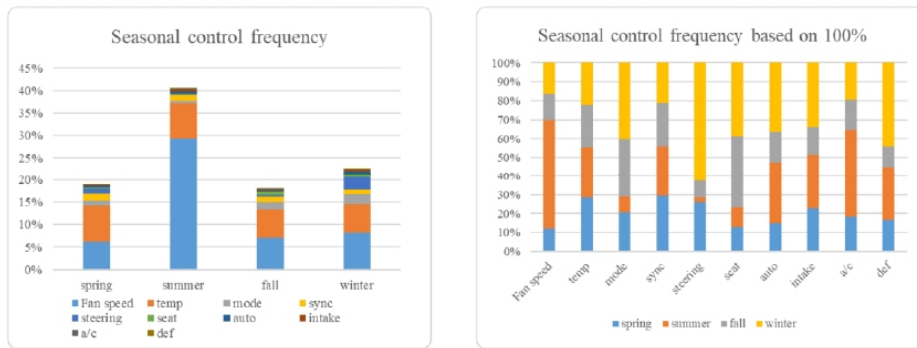 Seasonal control frequency
45%
40%
35%
30%
25%
20%
15%
10%
5%
0%
spring summer fall winter
Fan speed temp mode sync
steering seat auto intake
a/c def
Seasonal control frequency based on 100%
100%
90%
80%
70%
60%
50%
40%
30%
20%
10%
0%
Fan speed temp mode sync steering seat auto intake a/c def
spring summer fall winter